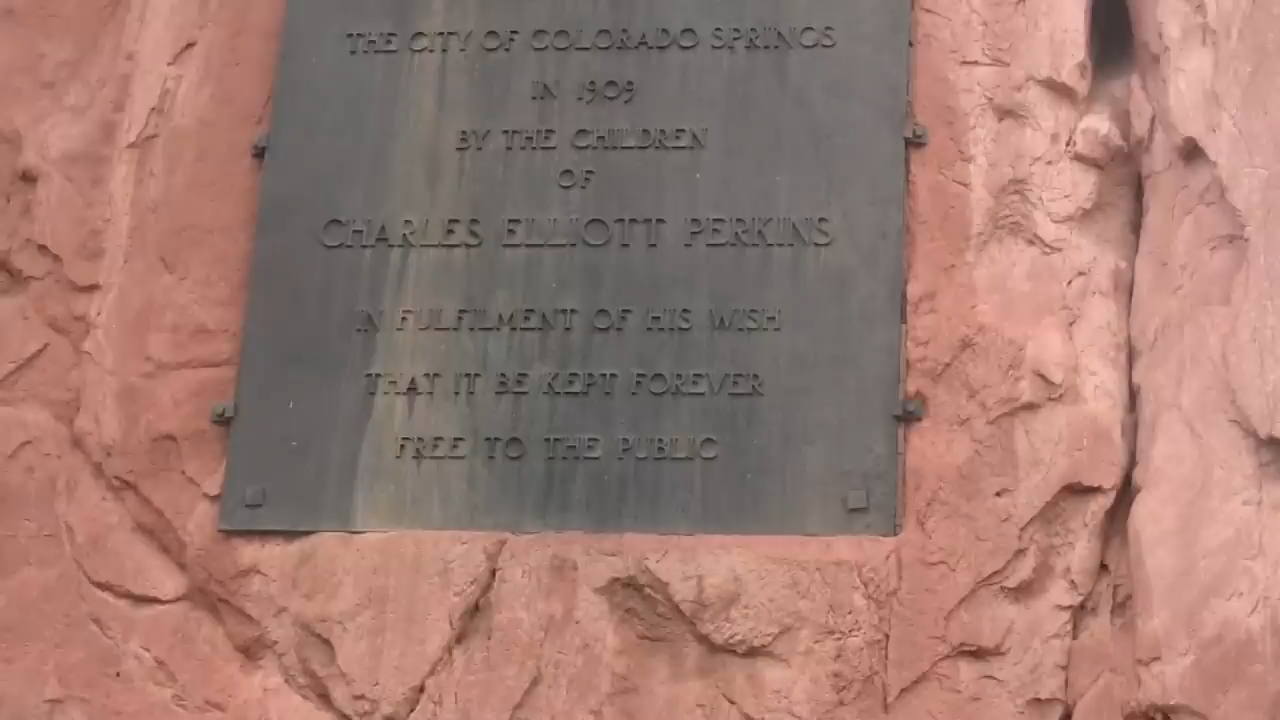 THE CITY OF COLORADO SPRINGS
IN 1909
BY THE CHILDREN
OF
CHARLES ELLIOTT PERKINS
IN FULFILMENT OF HIS WISH
THAT IT BE KEPT FOREVER
FREE TO THE PUBLIC